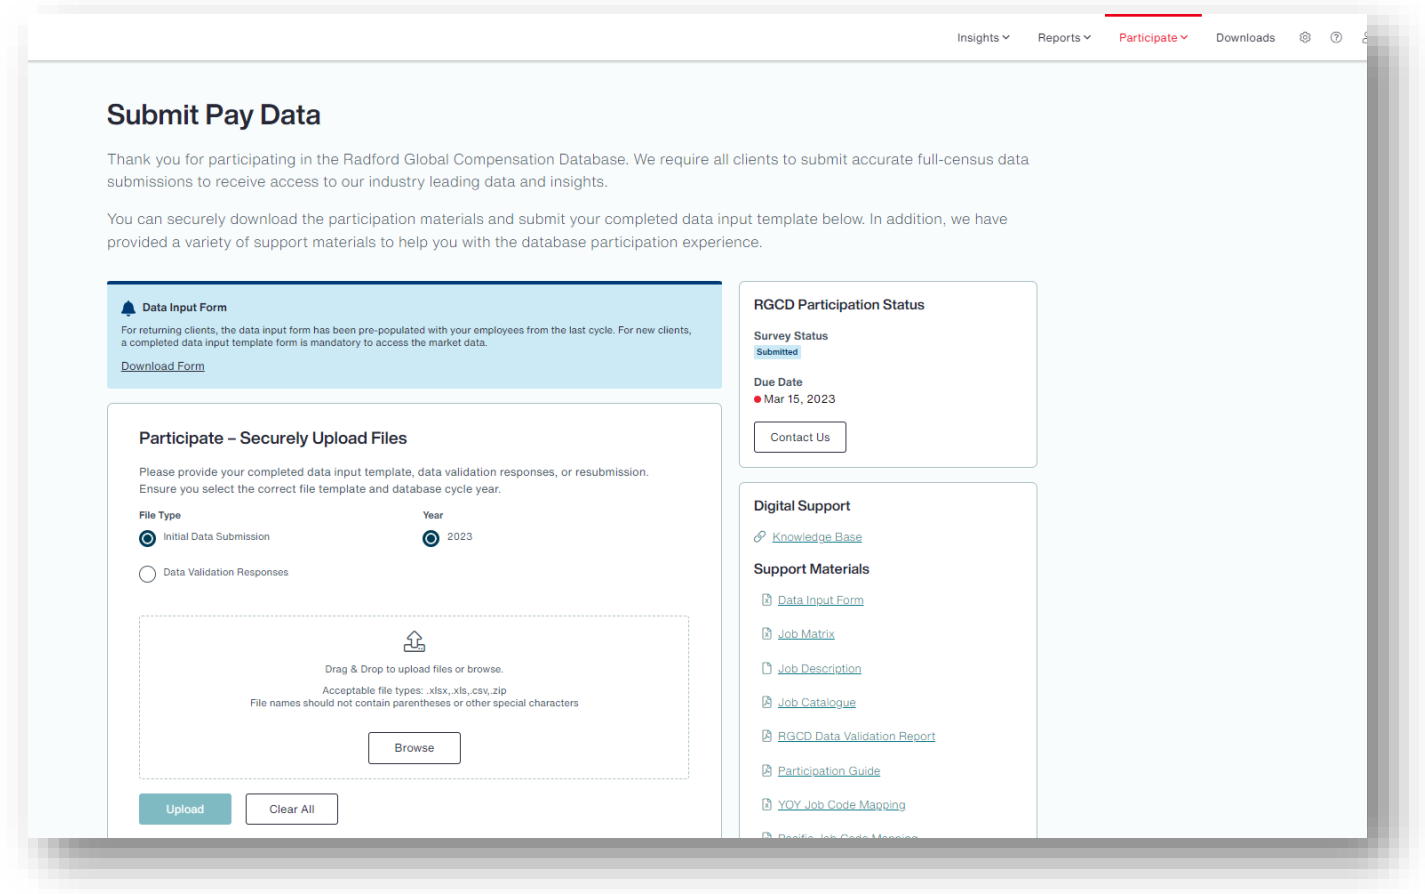 Insights Reports Participate Downloads
Submit Pay Data
Thank you for participating in the Radford Global Compensation Database. We require all clients to submit accurate full-census data
submissions to receive access to our industry leading data and insights.
You can securely download the participation materials and submit your completed data input template below. In addition, we have
provided a variety of support materials to help you with the database participation experience.
Data Input Form
For returning clients, the data input form has been pre-populated with your employees from the last cycle. For new clients,
a completed data input template form is mandatory to access the market data.
Download Form
Participate – Securely Upload Files
Please provide your completed data input template, data validation responses, or resubmission.
Ensure you select the correct file template and database cycle year.
File Type
Year
Initial Data Submission
2023
Data Validation Responses
Drag & Drop to upload files or browse.
Acceptable file types: .xlsx,.xls,.csv,.zip
File names should not contain parentheses or other special characters
Browse
Upload
Clear All
RGCD Participation Status
Survey Status
Submitted
Due Date
Mar 15, 2023
Contact Us
Digital Support
Knowledge Base
Support Materials
Data Input Form
Job Matrix
Job Description
Job Catalogue
RGCD Data Validation Report
Participation Guide
YOY Job Code Mapping
Pacific Job Code Mapping